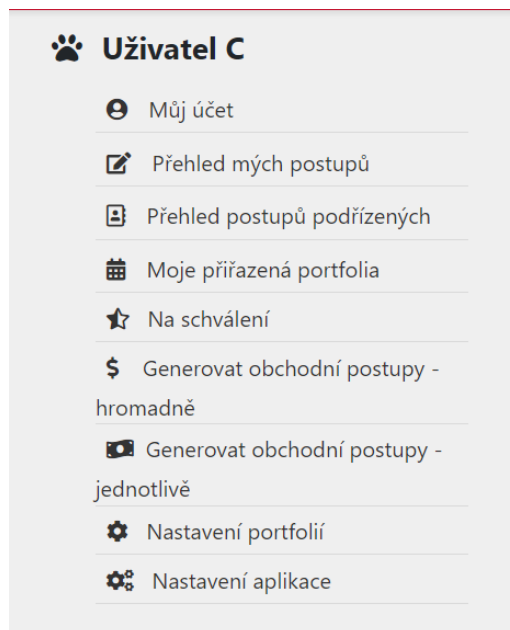 Uživatel C
Můj účet
Přehled mých postupů
Přehled postupů podřízených
Moje přiřazená portfolia
Na schválení
Generovat obchodní postupy -
hromadně
Generovat obchodní postupy -
jednotlivě
Nastavení portfolií
Nastavení aplikace